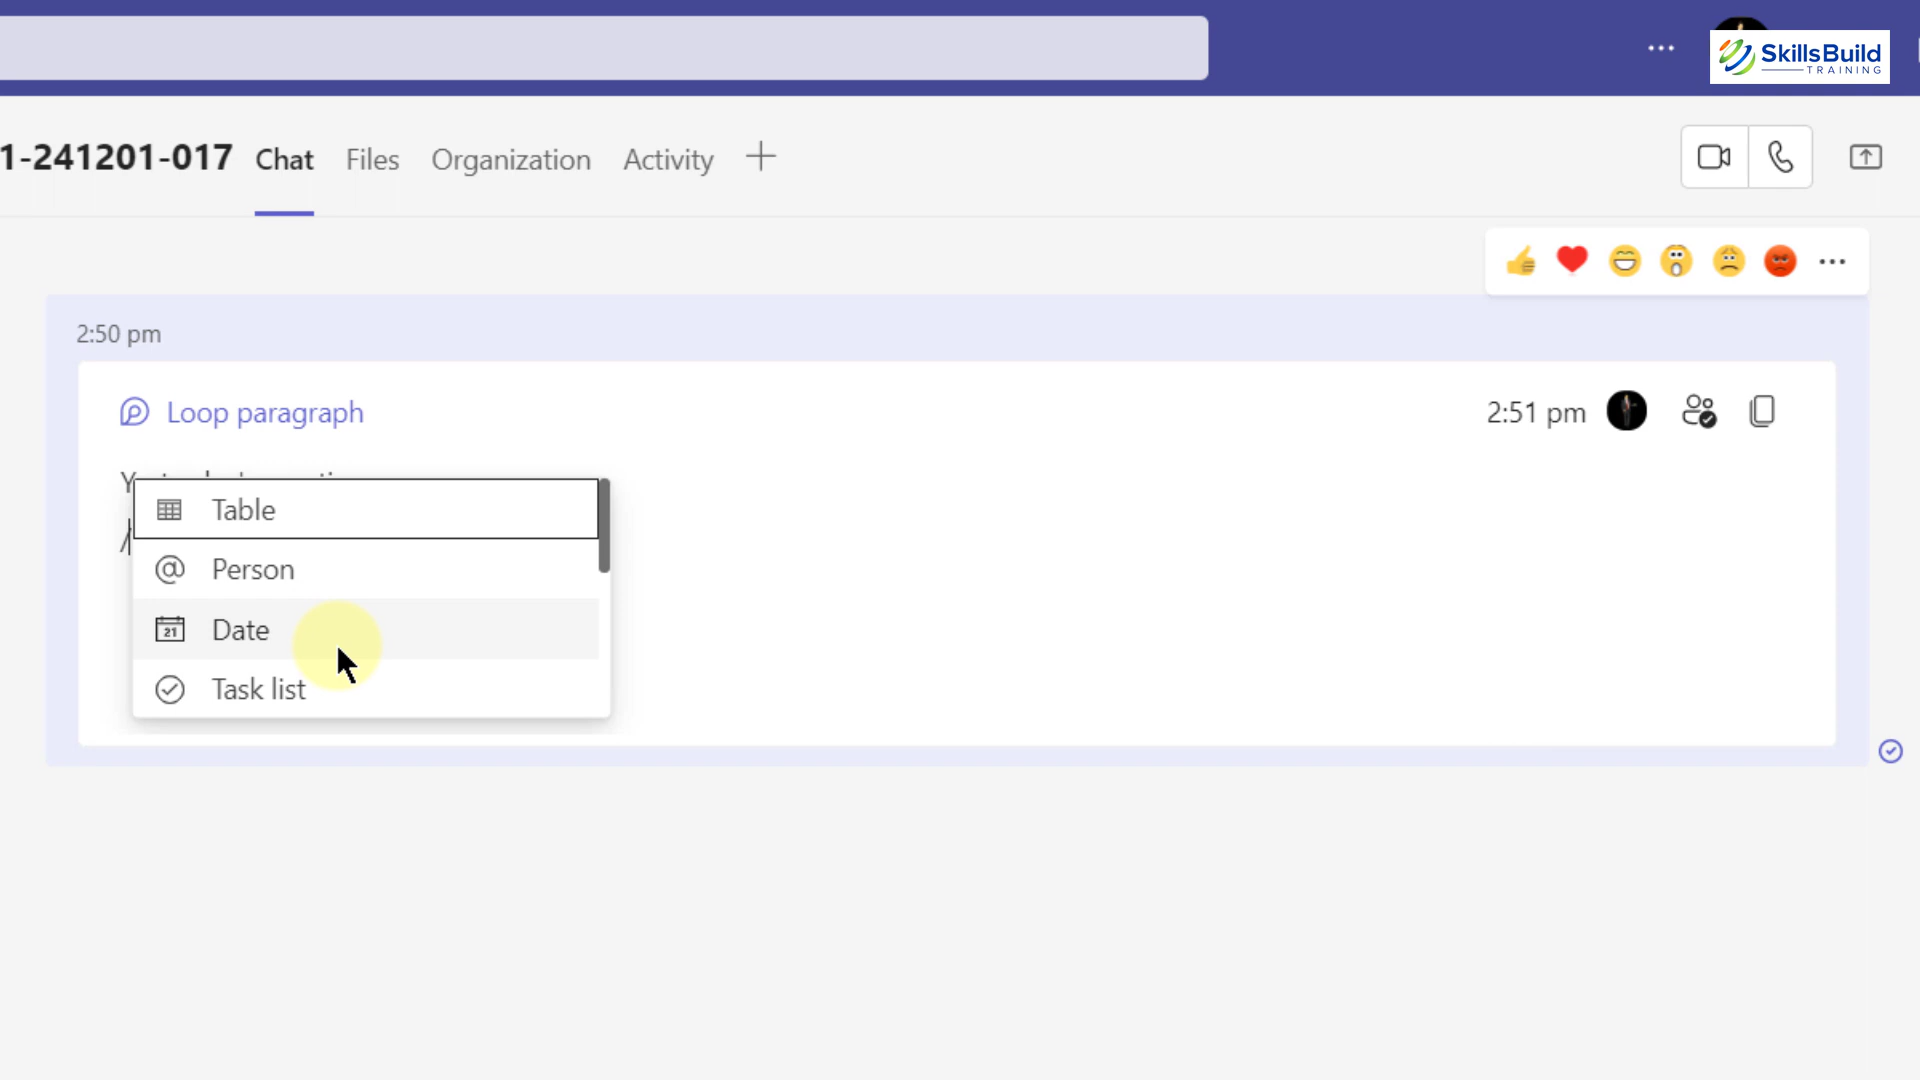 SkillsBuild
TRAINING
1-241201-017 Chat Files Organization Activity
2:50 pm
Loop paragraph
2:51 pm
/
Table
Person
21
Date
Task list